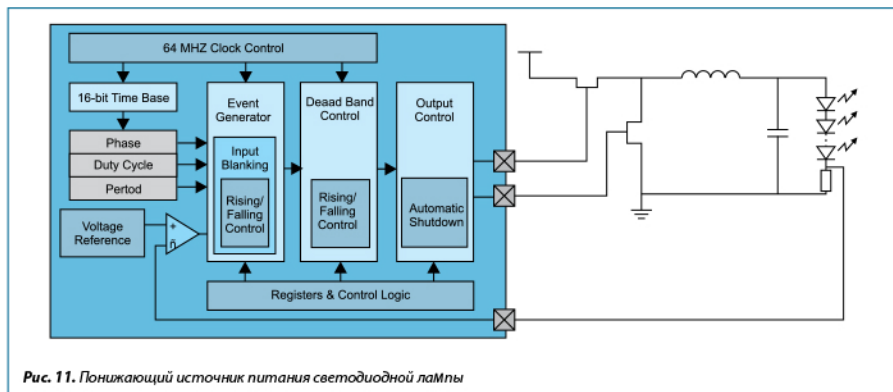 64 MHZ Clock Control
16-bit Time Base
Phase
Duty Cycle
Pertod
Voltage
Reference
+
ñ
Event
Generator
Input
Blanking
Rising/
Falling
Control
Deaad Band
Control
Rising/
Falling
Control
Output
Control
Automatic
Shutdown
Registers & Control Logic
Рис. 11. Понижающий источник питания светодиодной лампы